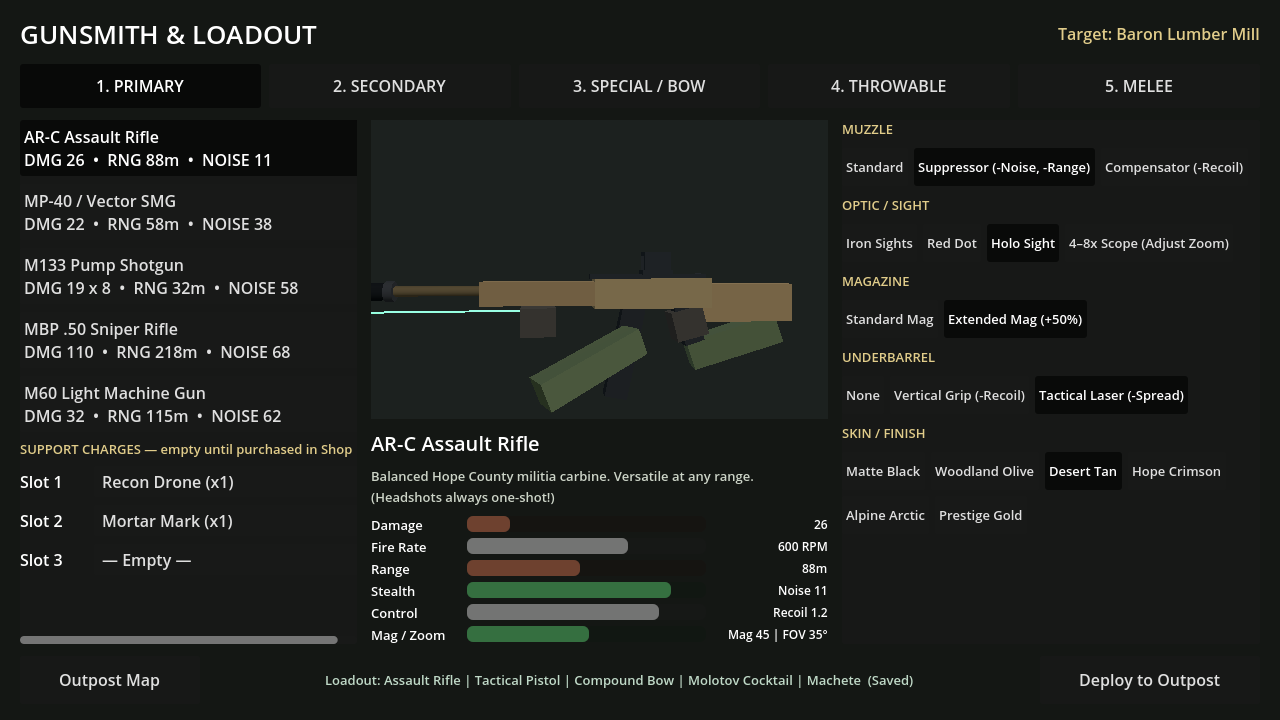 GUNSMITH & LOADOUT
Target: Baron Lumber Mill
1. PRIMARY
2. SECONDARY
3. SPECIAL / BOW
4. THROWABLE
5. MELEE
AR-C Assault Rifle
DMG 26 • RNG 88m • NOISE 11
MP-40 / Vector SMG
DMG 22 • RNG 58m • NOISE 38
M133 Pump Shotgun
DMG 19 x 8 • RNG 32m • NOISE 58
MBP .50 Sniper Rifle
DMG 110 • RNG 218m • NOISE 68
M60 Light Machine Gun
DMG 32 • RNG 115m • NOISE 62
SUPPORT CHARGES — empty until purchased in Shop
Slot 1 Recon Drone (x1)
Slot 2 Mortar Mark (x1)
Slot 3 — Empty —
AR-C Assault Rifle
Balanced Hope County militia carbine. Versatile at any range.
(Headshots always one-shot!)
Damage 26
Fire Rate 600 RPM
Range 88m
Stealth Noise 11
Control Recoil 1.2
Mag / Zoom Mag 45 | FOV 35°
MUZZLE
Standard Suppressor (-Noise, -Range) Compensator (-Recoil)
OPTIC / SIGHT
Iron Sights Red Dot Holo Sight 4–8x Scope (Adjust Zoom)
MAGAZINE
Standard Mag Extended Mag (+50%)
UNDERBARREL
None Vertical Grip (-Recoil) Tactical Laser (-Spread)
SKIN / FINISH
Matte Black Woodland Olive Desert Tan Hope Crimson
Alpine Arctic Prestige Gold
Outpost Map
Loadout: Assault Rifle | Tactical Pistol | Compound Bow | Molotov Cocktail | Machete (Saved)
Deploy to Outpost